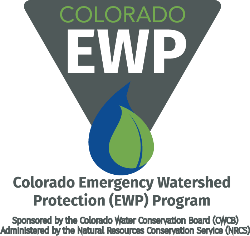 COLORADO
EWP
Colorado Emergency Watershed
Protection (EWP) Program
Sponsored by the Colorado Water Conservation Board (CWCB)
Administered by the Natural Resources Conservation Service (NRCS)